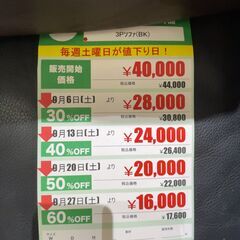 3Pソファ(BK)
毎週土曜日が値下り日!
販売開始価格 ¥40,000
税込価格 ¥44,000
9月6日(土) より ¥28,000
30%OFF 税込価格 ¥30,800
9月13日(土) より ¥24,000
40%OFF 税込価格 ¥26,400
9月20日(土) より ¥20,000
50%OFF 税込価格 ¥22,000
9月27日(土) より ¥16,000
60%OFF 税込価格 ¥17,600
サイズ W D H